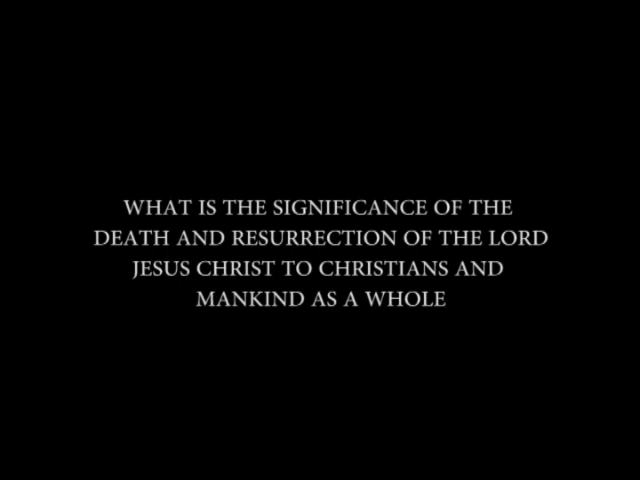 WHAT IS THE SIGNIFICANCE OF THE
DEATH AND RESURRECTION OF THE LORD
JESUS CHRIST TO CHRISTIANS AND
MANKIND AS A WHOLE